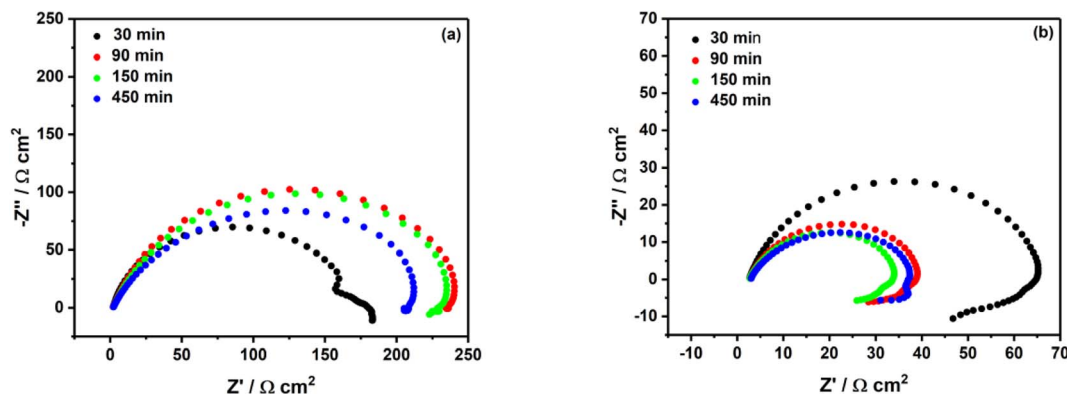 (a)
30 min
90 min
150 min
450 min
250
200
150
100
50
0
-Z'' / Ω cm²
0 50 100 150 200 250
Z' / Ω cm²
(b)
30 min
90 min
150 min
450 min
70
60
50
40
30
20
10
0
-10
-Z'' / Ω cm²
-10 0 10 20 30 40 50 60 70
Z' / Ω cm²